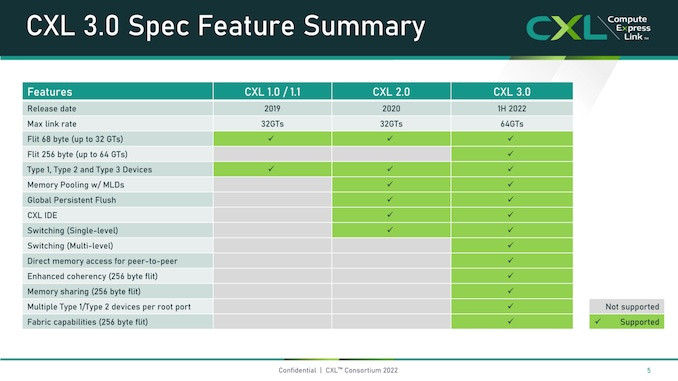 CXL 3.0 Spec Feature Summary
CXL Compute Express Link TM
Features CXL 1.0 / 1.1 CXL 2.0 CXL 3.0
Release date 2019 2020 1H 2022
Max link rate 32GTs 32GTs 64GTs
Flit 68 byte (up to 32 GTs) ✓ ✓ ✓
Flit 256 byte (up to 64 GTs) ✓
Type 1, Type 2 and Type 3 Devices ✓ ✓ ✓
Memory Pooling w/ MLDs ✓ ✓
Global Persistent Flush ✓ ✓
CXL IDE ✓ ✓
Switching (Single-level) ✓ ✓
Switching (Multi-level) ✓
Direct memory access for peer-to-peer ✓
Enhanced coherency (256 byte flit) ✓
Memory sharing (256 byte flit) ✓
Multiple Type 1/Type 2 devices per root port ✓
Fabric capabilities (256 byte flit) ✓
Not supported
✓ Supported
Confidential | CXL™ Consortium 2022
5